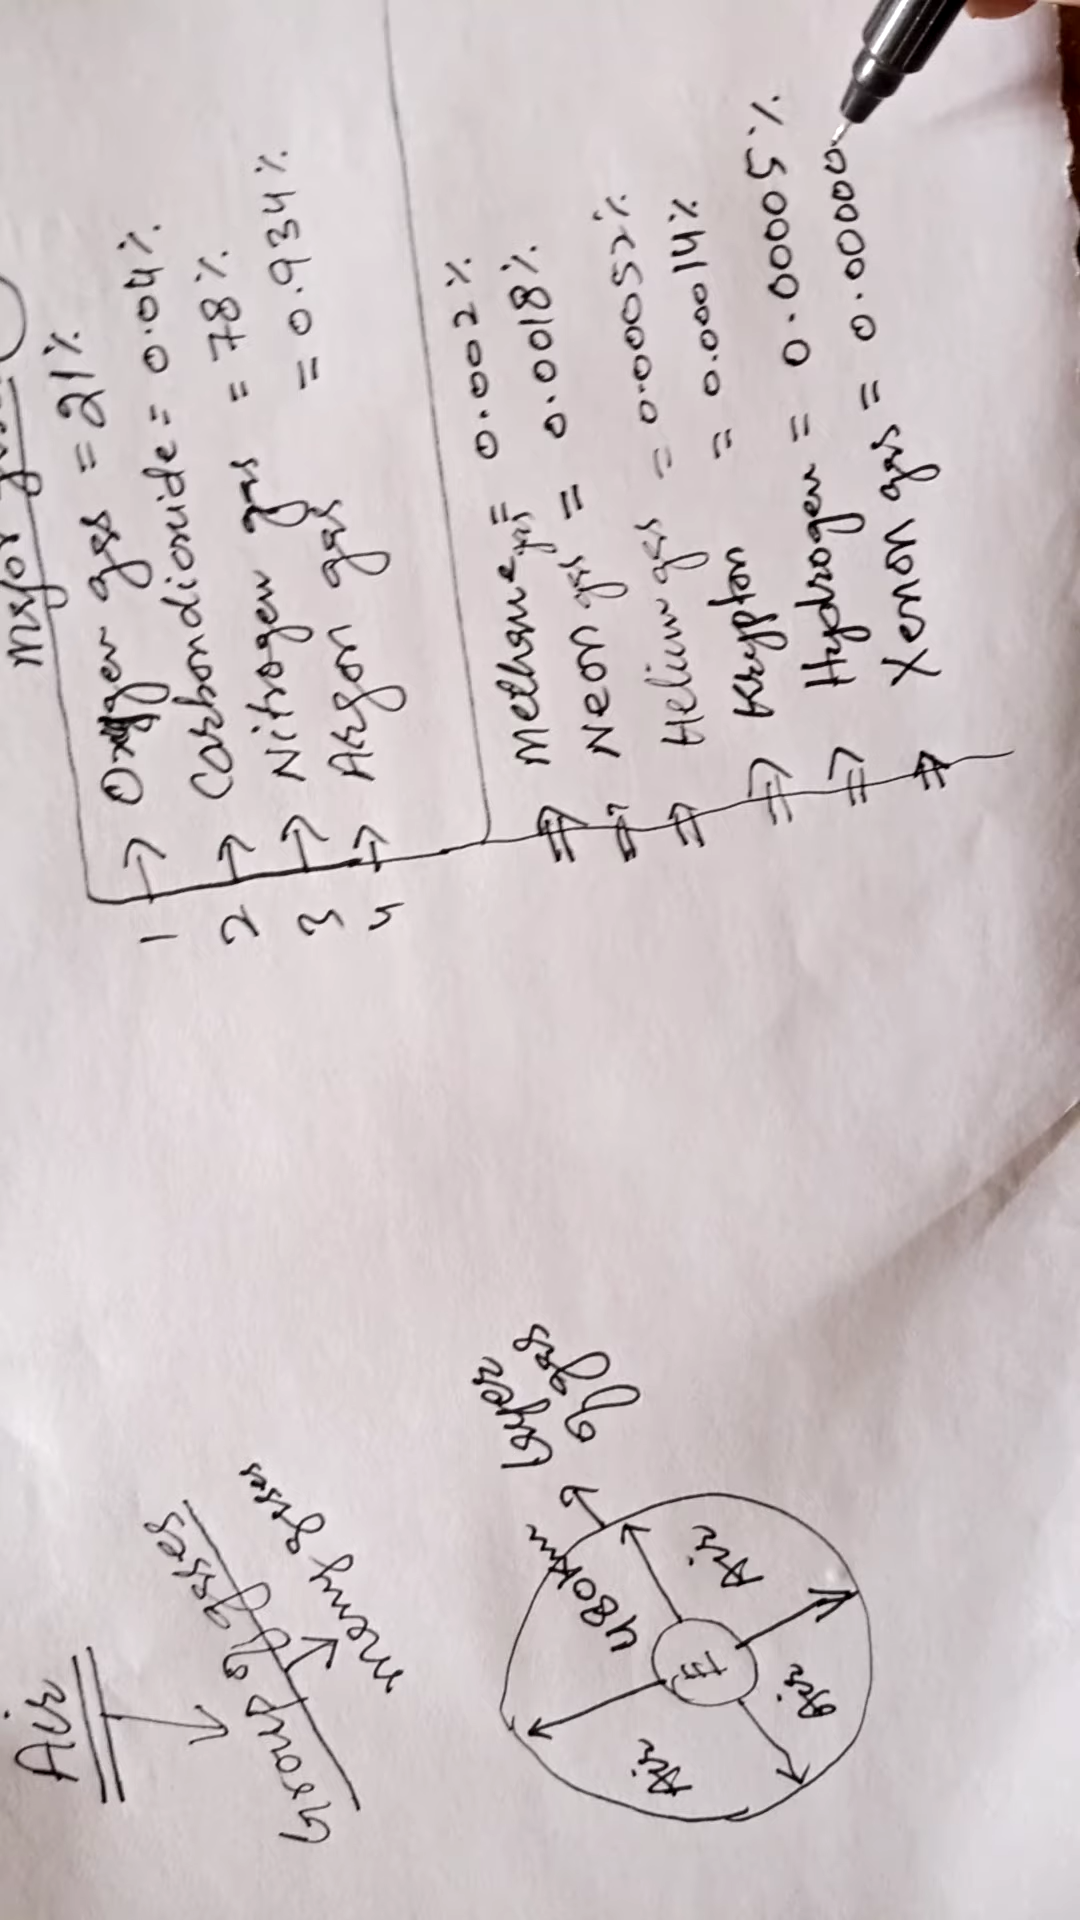 Air
Group of gases
many gases
480km
layer
of gas
Air
Air
Air
E
Major
1 → Oxygen gas = 21%
2 → Carbondioxide = 0.04%
3 → Nitrogen gas = 78%
4 → Argon gas = 0.934%
⇒ Methane gas = 0.002%
⇒ Neon gas = 0.0018%
⇒ Helium gas = 0.00052%
⇒ Krypton = 0.00014%
⇒ Hydrogen = 0.00005%
⇒ Xenon gas = 0.00000